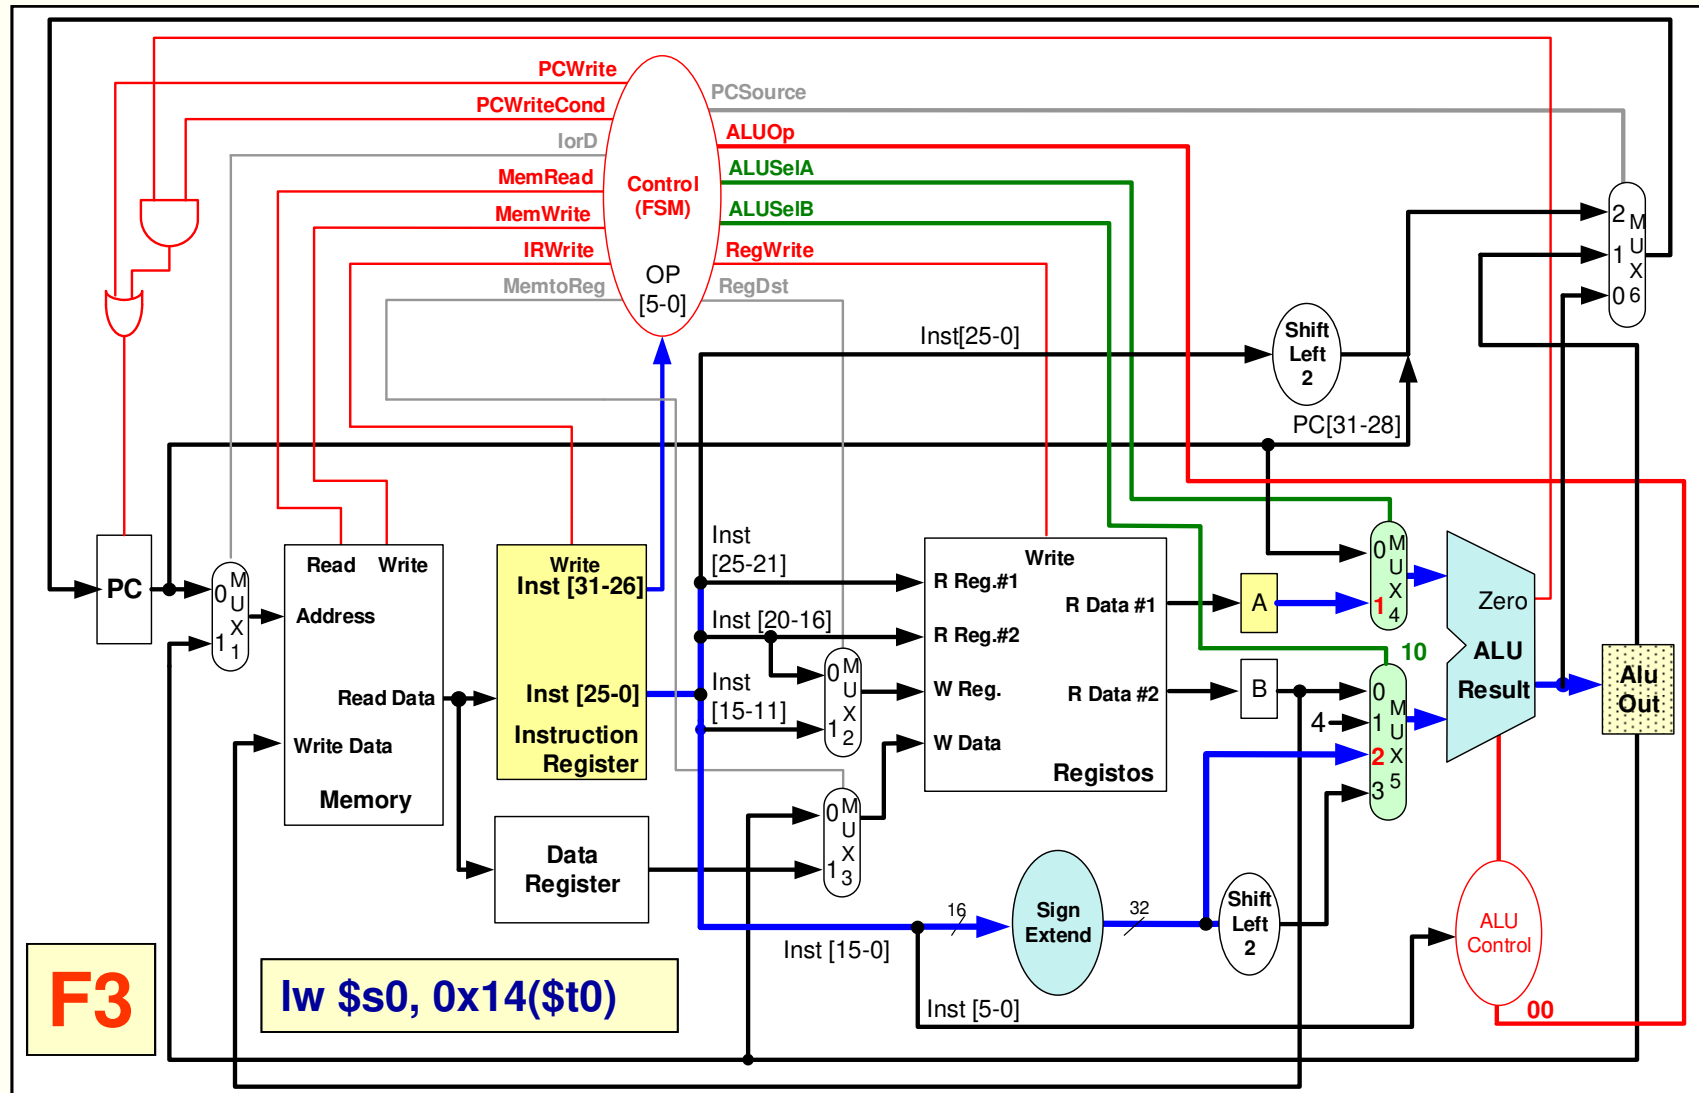 PCWrite
PCWriteCond
IorD
MemRead
MemWrite
IRWrite
MemtoReg
Control
(FSM)
OP
[5-0]
PCSource
ALUOp
ALUSelA
ALUSelB
RegWrite
RegDst
2
1
0
M
U
X
6
Inst[25-0]
Shift
Left
2
PC[31-28]
PC
0
1
M
U
X
1
Read Write
Address
Read Data
Write Data
Memory
Write
Inst [31-26]
Inst [25-0]
Instruction
Register
Data
Register
Inst
[25-21]
Inst [20-16]
Inst
[15-11]
0
1
M
U
X
2
0
1
M
U
X
3
Write
R Reg.#1
R Reg.#2
W Reg.
W Data
R Data #1
R Data #2
Registos
A
B
4
0
1
M
U
X
4
10
0
1
2
3
M
U
X
5
Zero
ALU
Result
Alu
Out
Inst [15-0]
16
Sign
Extend
32
Shift
Left
2
ALU
Control
00
Inst [5-0]
F3
lw $s0, 0x14($t0)